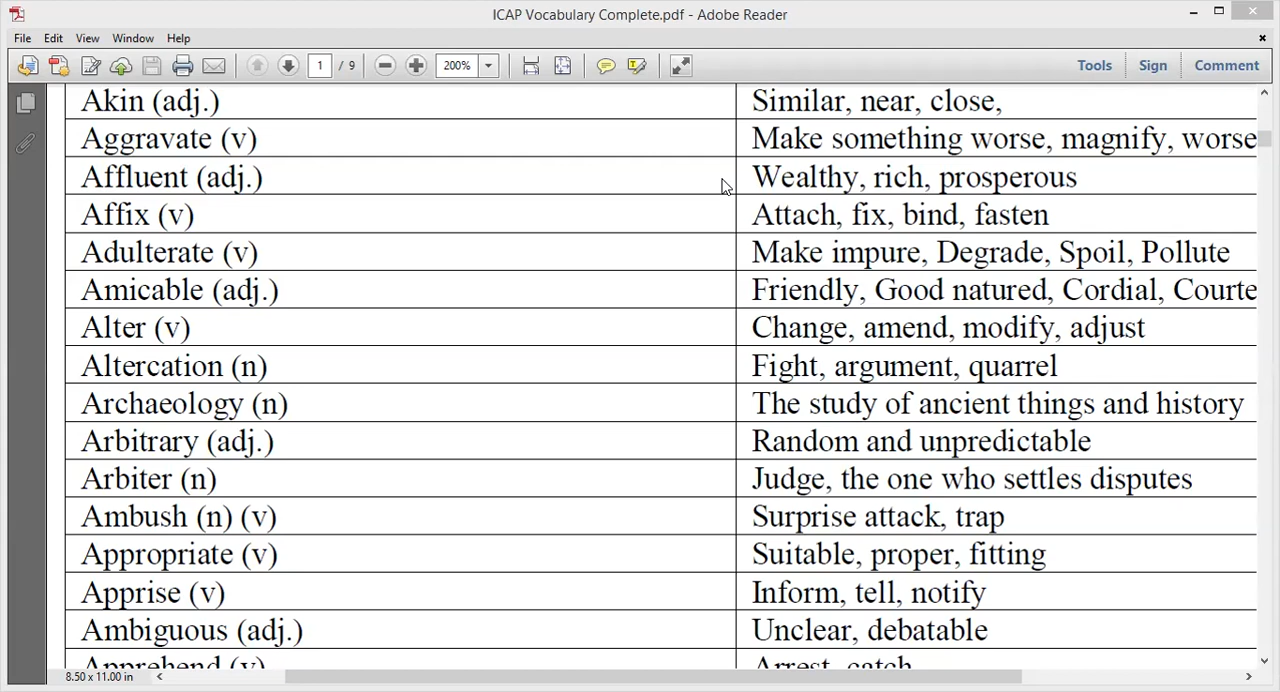 ICAP Vocabulary Complete.pdf - Adobe Reader
File Edit View Window Help
1 / 9 200% Tools Sign Comment
Akin (adj.) Similar, near, close,
Aggravate (v) Make something worse, magnify, worse
Affluent (adj.) Wealthy, rich, prosperous
Affix (v) Attach, fix, bind, fasten
Adulterate (v) Make impure, Degrade, Spoil, Pollute
Amicable (adj.) Friendly, Good natured, Cordial, Courte
Alter (v) Change, amend, modify, adjust
Altercation (n) Fight, argument, quarrel
Archaeology (n) The study of ancient things and history
Arbitrary (adj.) Random and unpredictable
Arbiter (n) Judge, the one who settles disputes
Ambush (n) (v) Surprise attack, trap
Appropriate (v) Suitable, proper, fitting
Apprise (v) Inform, tell, notify
Ambiguous (adj.) Unclear, debatable
Apprehend (v) Arrest, catch
8.50 x 11.00 in